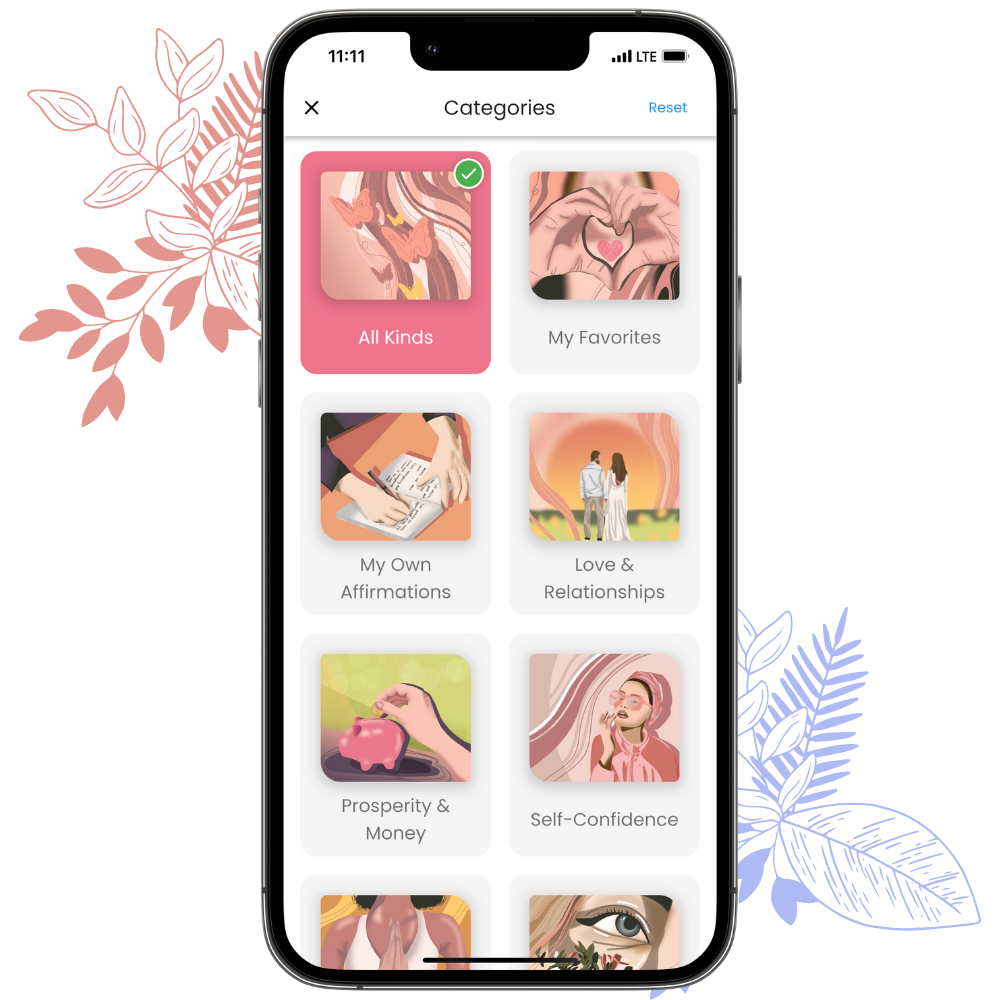 11:11
LTE
Categories
Reset
All Kinds
My Favorites
My Own
Affirmations
Love &
Relationships
Prosperity &
Money
Self-Confidence